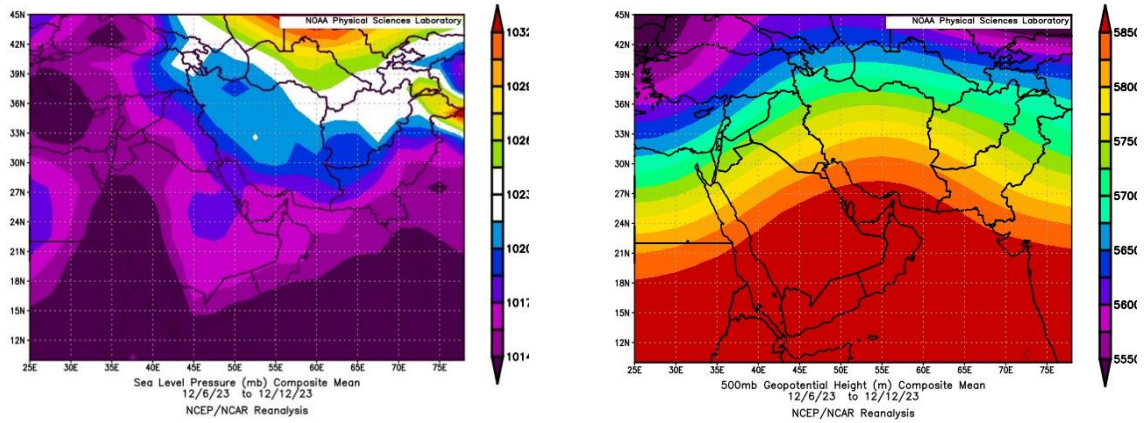 NOAA Physical Sciences Laboratory
45N
42N
39N
36N
33N
30N
27N
24N
21N
18N
15N
12N
25E 30E 35E 40E 45E 50E 55E 60E 65E 70E 75E
1032
1029
1026
1023
1020
1017
1014
Sea Level Pressure (mb) Composite Mean
12/6/23 to 12/12/23
NCEP/NCAR Reanalysis
NOAA Physical Sciences Laboratory
45N
42N
39N
36N
33N
30N
27N
24N
21N
18N
15N
12N
25E 30E 35E 40E 45E 50E 55E 60E 65E 70E 75E
5850
5800
5750
5700
5650
5600
5550
500mb Geopotential Height (m) Composite Mean
12/6/23 to 12/12/23
NCEP/NCAR Reanalysis